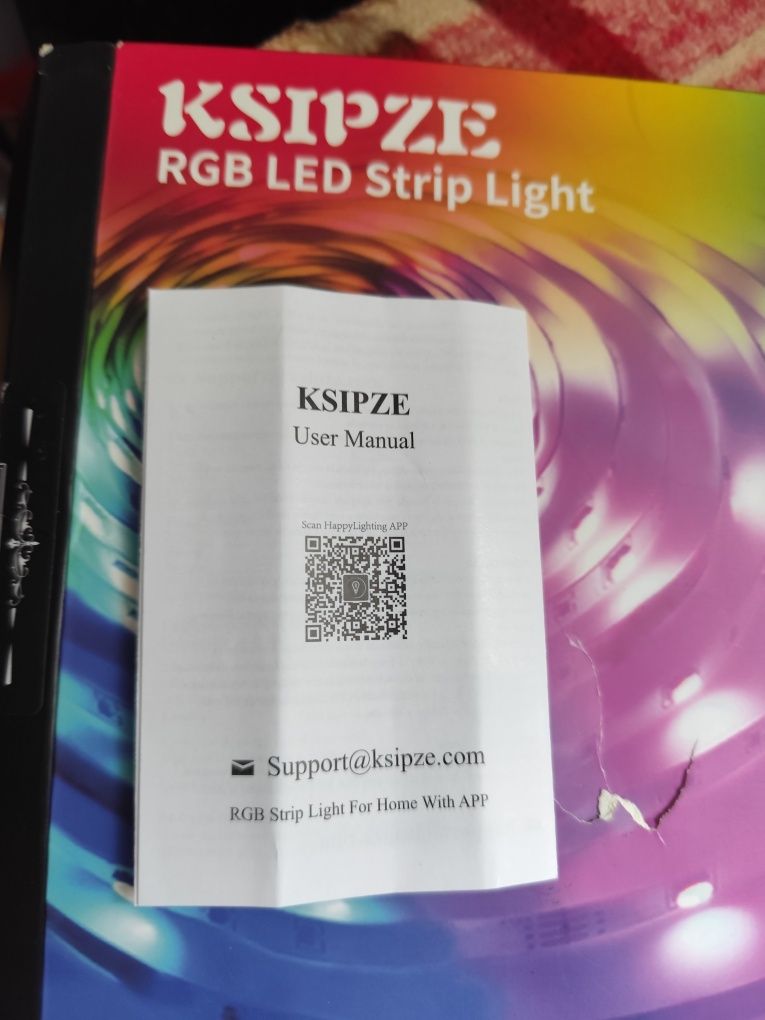 KSIPZE
RGB LED Strip Light
KSIPZE
User Manual
Scan HappyLighting APP
Support@ksipze.com
RGB Strip Light For Home With APP